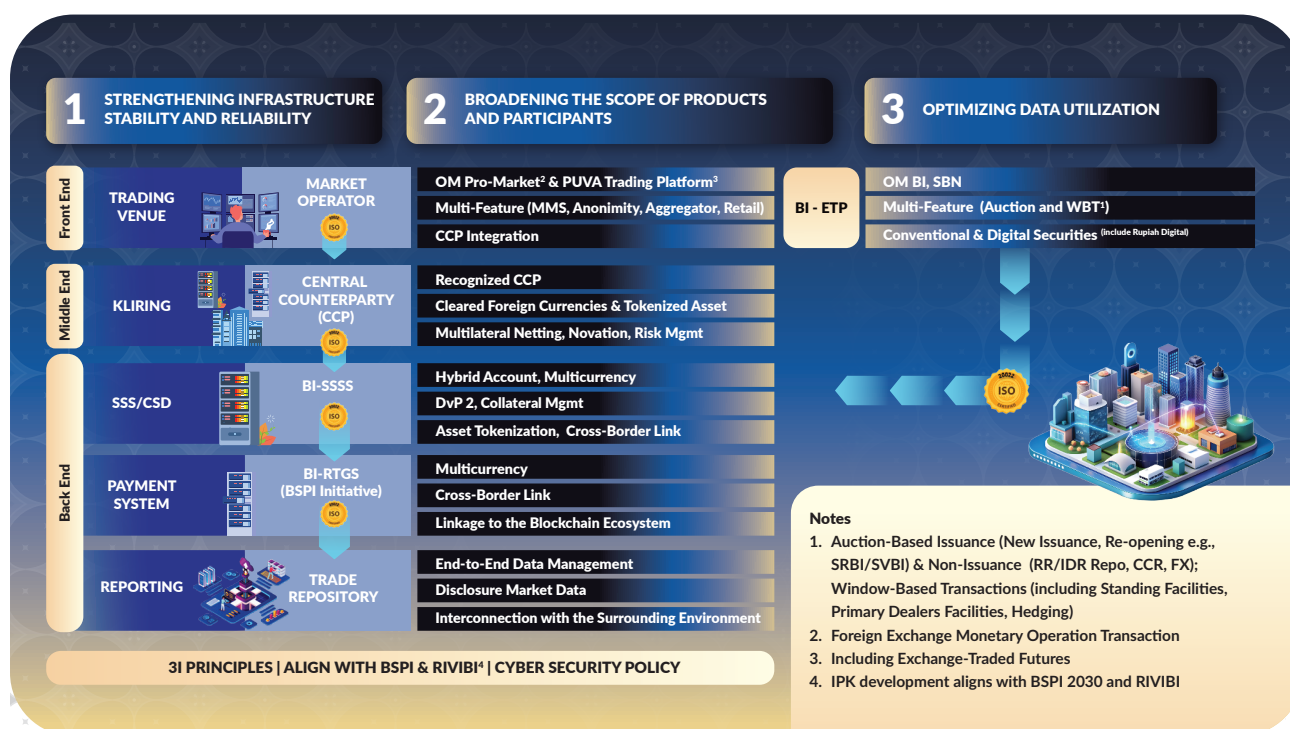 1 STRENGTHENING INFRASTRUCTURE
STABILITY AND RELIABILITY
2 BROADENING THE SCOPE OF PRODUCTS
AND PARTICIPANTS
3 OPTIMIZING DATA UTILIZATION
Front End
TRADING
VENUE
MARKET
OPERATOR
ISO
OM Pro-Market² & PUVA Trading Platform³
Multi-Feature (MMS, Anonimity, Aggregator, Retail)
CCP Integration
BI - ETP
OM BI, SBN
Multi-Feature (Auction and WBT¹)
Conventional & Digital Securities (include Rupiah Digital)
Middle End
KLIRING
CENTRAL
COUNTERPARTY
(CCP)
ISO
Recognized CCP
Cleared Foreign Currencies & Tokenized Asset
Multilateral Netting, Novation, Risk Mgmt
Back End
SSS/CSD
BI-SSSS
ISO
Hybrid Account, Multicurrency
DvP 2, Collateral Mgmt
Asset Tokenization, Cross-Border Link
20022
ISO
CERTIFIED
PAYMENT
SYSTEM
BI-RTGS
(BSPI Initiative)
ISO
Multicurrency
Cross-Border Link
Linkage to the Blockchain Ecosystem
REPORTING
TRADE
REPOSITORY
End-to-End Data Management
Disclosure Market Data
Interconnection with the Surrounding Environment
3I PRINCIPLES | ALIGN WITH BSPI & RIVIBI⁴ | CYBER SECURITY POLICY
Notes
1. Auction-Based Issuance (New Issuance, Re-opening e.g.,
SRBI/SVBI) & Non-Issuance (RR/IDR Repo, CCR, FX);
Window-Based Transactions (including Standing Facilities,
Primary Dealers Facilities, Hedging)
2. Foreign Exchange Monetary Operation Transaction
3. Including Exchange-Traded Futures
4. IPK development aligns with BSPI 2030 and RIVIBI